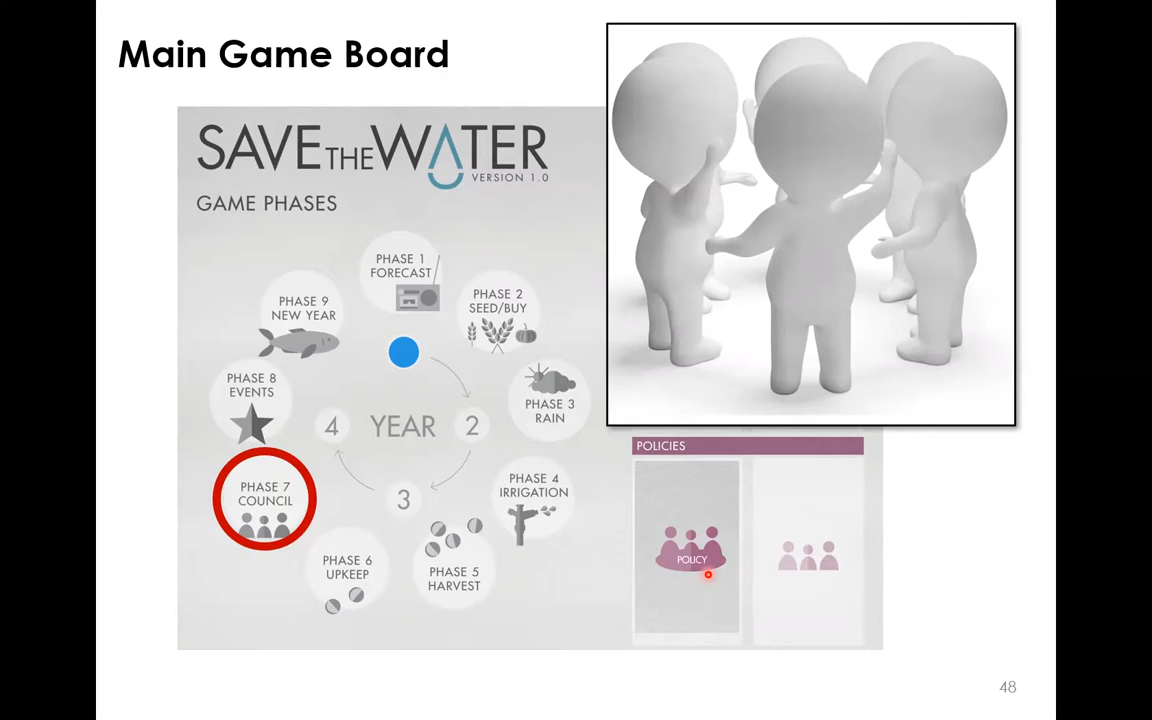 Main Game Board
SAVE THE WATER
VERSION 1.0
GAME PHASES
PHASE 1
FORECAST
PHASE 2
SEED/BUY
PHASE 3
RAIN
PHASE 4
IRRIGATION
PHASE 5
HARVEST
PHASE 6
UPKEEP
PHASE 7
COUNCIL
PHASE 8
EVENTS
PHASE 9
NEW YEAR
4 YEAR 2
3
POLICIES
POLICY
48